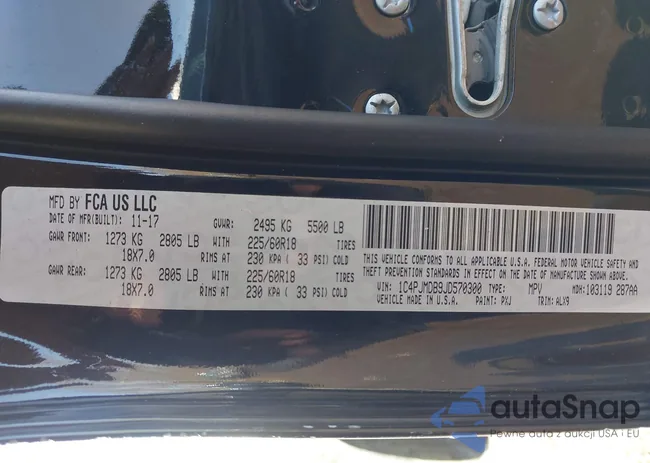 MFD BY FCA US LLC
DATE OF MFR(BUILT): 11-17 GVWR: 2495 KG 5500 LB
GAWR FRONT: 1273 KG 2805 LB WITH 225/60R18 TIRES
18X7.0 RIMS AT 230 KPA ( 33 PSI) COLD
GAWR REAR: 1273 KG 2805 LB WITH 225/60R18 TIRES
18X7.0 RIMS AT 230 KPA ( 33 PSI) COLD
THIS VEHICLE CONFORMS TO ALL APPLICABLE U.S.A. FEDERAL MOTOR VEHICLE SAFETY AND
THEFT PREVENTION STANDARDS IN EFFECT ON THE DATE OF MANUFACTURE SHOWN ABOVE.
VIN: 1C4PJMDB9JD570300 TYPE: MPV MDH: 103119 287AA
VEHICLE MADE IN U.S.A. PAINT: PXJ TRIM: ALX9
autaSnap
Pewne auta z aukcji USA i EU